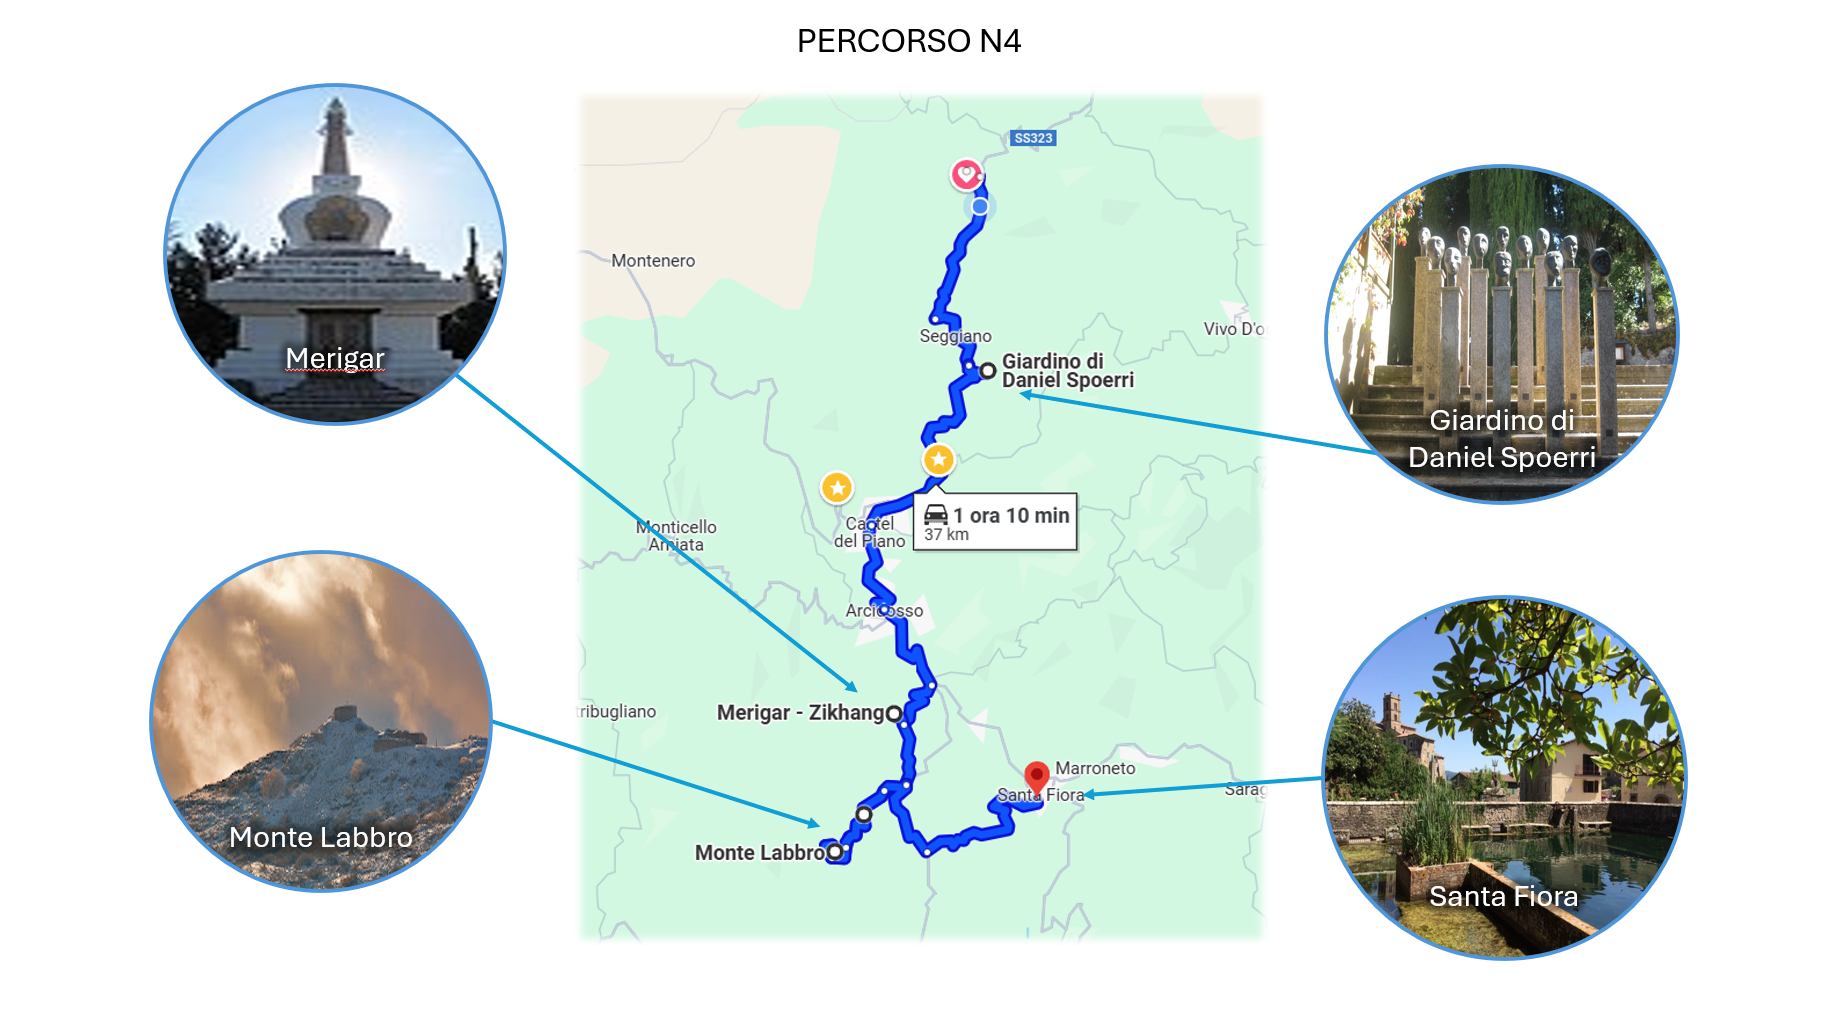 PERCORSO N4
SS323
Montenero
Merigar
Seggiano
Vivo D'o
Giardino di
Daniel Spoerri
Giardino di
Daniel Spoerri
1 ora 10 min
37 km
Castel
del Piano
Monticello
Amiata
Arcidosso
tribugliano
Merigar - Zikhang
Marroneto
Santa Fiora
Sarag
Monte Labbro
Monte Labbro
Santa Fiora